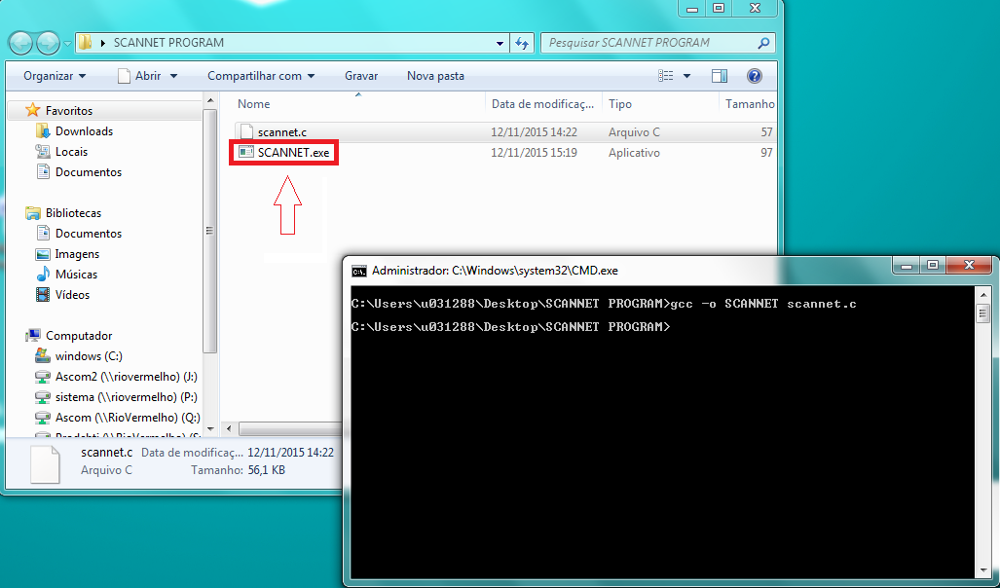 SCANNET PROGRAM
Pesquisar SCANNET PROGRAM
Organizar Abrir Compartilhar com Gravar Nova pasta
Nome Data de modificaç... Tipo Tamanho
Favoritos
Downloads
Locais
Documentos
Bibliotecas
Documentos
Imagens
Músicas
Vídeos
Computador
windows (C:)
Ascom2 (\\riovermelho) (J:)
sistema (\\riovermelho) (P:)
Ascom (\\RioVermelho) (Q:)
scannet.c 12/11/2015 14:22 Arquivo C 57
SCANNET.exe 12/11/2015 15:19 Aplicativo 97
scannet.c Data de modificaç... 12/11/2015 14:22
Arquivo C Tamanho: 56,1 KB
Administrador: C:\Windows\system32\CMD.exe
C:\Users\u031288\Desktop\SCANNET PROGRAM>gcc -o SCANNET scannet.c
C:\Users\u031288\Desktop\SCANNET PROGRAM>